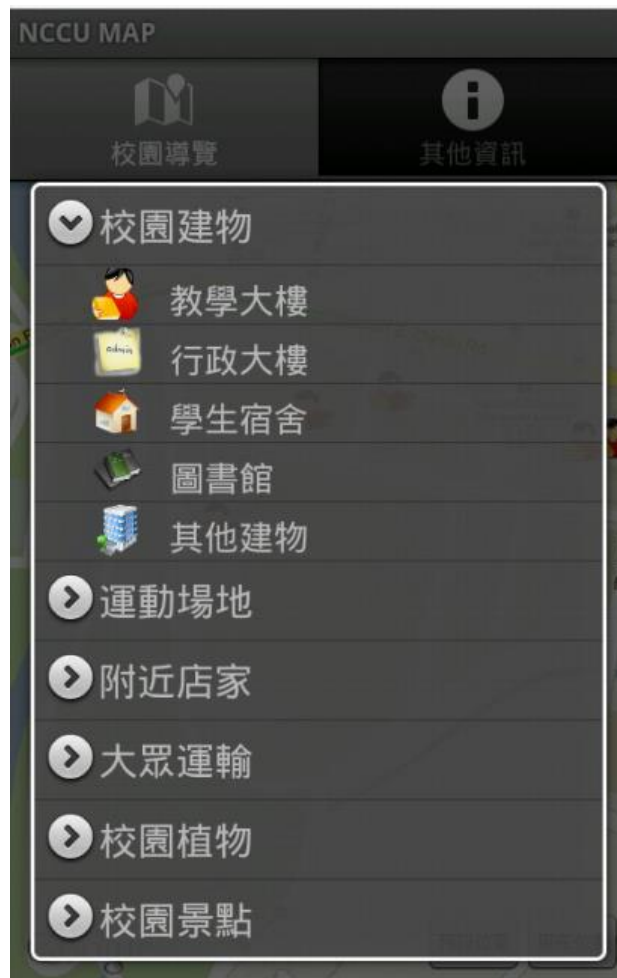 NCCU MAP
校園導覽
其他資訊
校園建物
教學大樓
admin
行政大樓
學生宿舍
圖書館
其他建物
運動場地
附近店家
大眾運輸
校園植物
校園景點